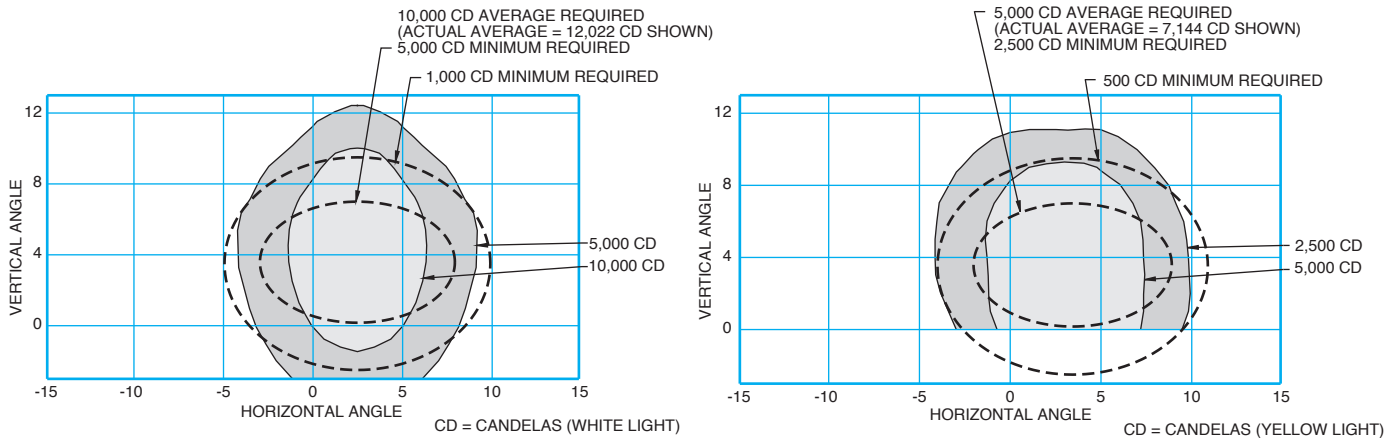 10,000 CD AVERAGE REQUIRED
(ACTUAL AVERAGE = 12,022 CD SHOWN)
5,000 CD MINIMUM REQUIRED
1,000 CD MINIMUM REQUIRED
12
8
4
0
VERTICAL ANGLE
5,000 CD
10,000 CD
-15
-10
-5
0
5
10
15
HORIZONTAL ANGLE
CD = CANDELAS (WHITE LIGHT)
5,000 CD AVERAGE REQUIRED
(ACTUAL AVERAGE = 7,144 CD SHOWN)
2,500 CD MINIMUM REQUIRED
500 CD MINIMUM REQUIRED
12
8
4
0
VERTICAL ANGLE
2,500 CD
5,000 CD
-15
-10
-5
0
5
10
15
HORIZONTAL ANGLE
CD = CANDELAS (YELLOW LIGHT)